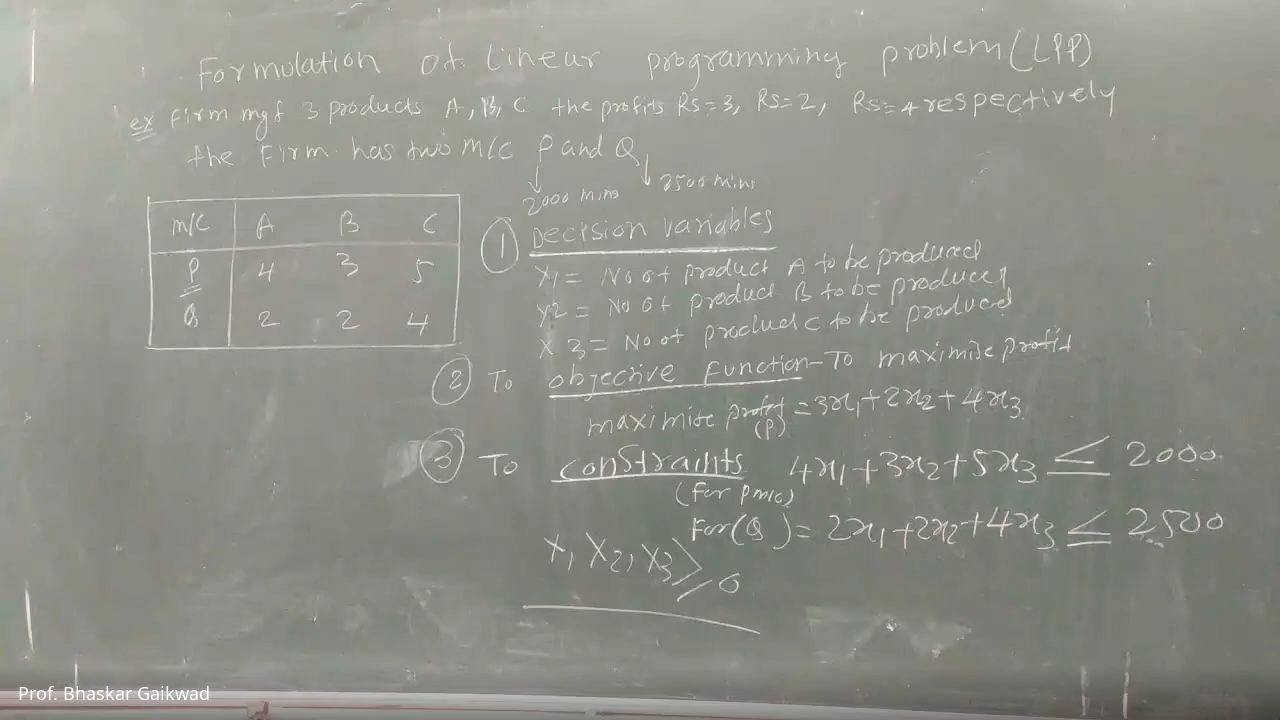 Formulation of Linear programming problem (LPP)
ex Firm mgf 3 products A, B, C the profits Rs=3, Rs=2, Rs=4 respectively
the Firm has two M/C P and Q
2000 mins 2500 mins
M/C A B C
P 4 3 5
Q 2 2 4
① Decision variables
X1 = No of product A to be produced
X2 = No of product B to be produced
X3 = No of product C to be produced
② To objective Function - To maximise profit
maximise profit (P) = 3x1 + 2x2 + 4x3
③ To constraints 4x1 + 3x2 + 5x3 ≤ 2000
(For P m/c)
For (Q) = 2x1 + 2x2 + 4x3 ≤ 2500
X1 X2, X3 ≥ 0
Prof. Bhaskar Gaikwad